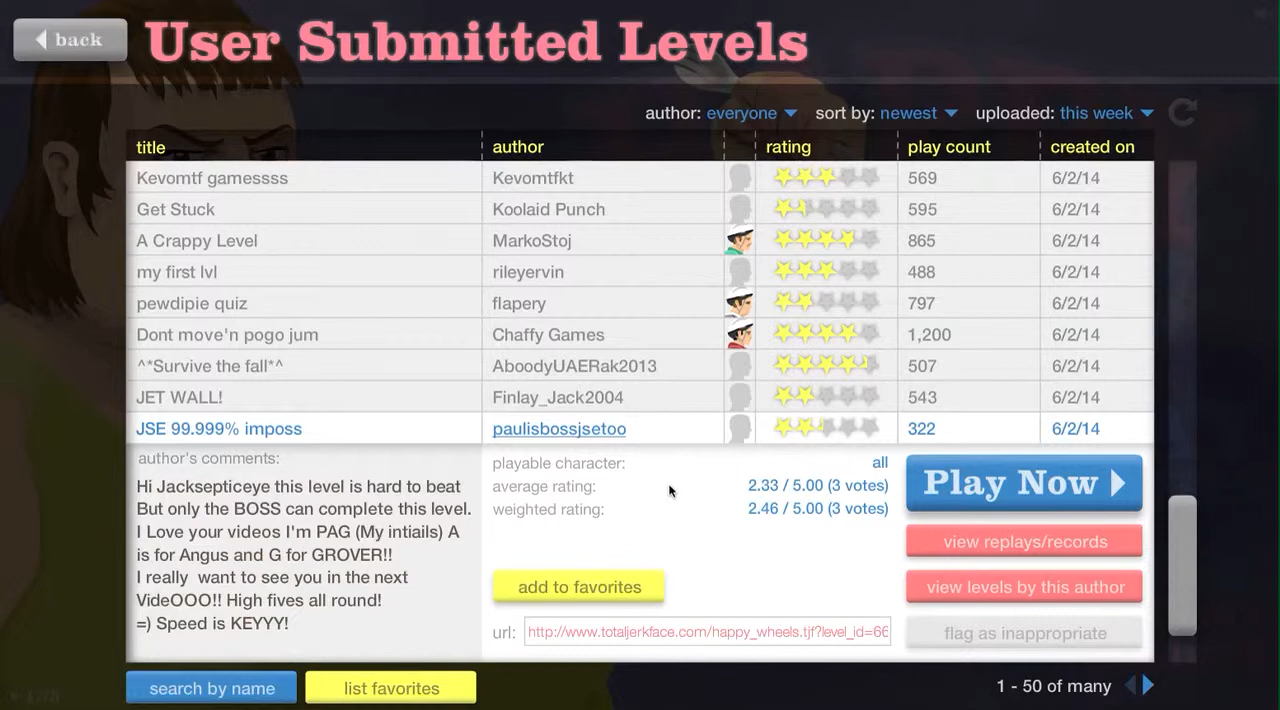 back
User Submitted Levels
author: everyone sort by: newest uploaded: this week
title author rating play count created on
Kevomtf gamessss Kevomtfkt 569 6/2/14
Get Stuck Koolaid Punch 595 6/2/14
A Crappy Level MarkoStoj 865 6/2/14
my first lvl rileyervin 488 6/2/14
pewdipie quiz flapery 797 6/2/14
Dont move'n pogo jum Chaffy Games 1,200 6/2/14
^*Survive the fall*^ AboodyUAERak2013 507 6/2/14
JET WALL! Finlay_Jack2004 543 6/2/14
JSE 99.999% imposs paulisbossjsetoo 322 6/2/14
author's comments:
Hi Jacksepticeye this level is hard to beat
But only the BOSS can complete this level.
I Love your videos I'm PAG (My intiails) A
is for Angus and G for GROVER!!
I really want to see you in the next
VideOOO!! High fives all round!
=) Speed is KEYYY!
playable character: all
average rating: 2.33 / 5.00 (3 votes)
weighted rating: 2.46 / 5.00 (3 votes)
add to favorites
url: http://www.totaljerkface.com/happy_wheels.tjf?level_id=66
Play Now
view replays/records
view levels by this author
flag as inappropriate
search by name list favorites 1 - 50 of many